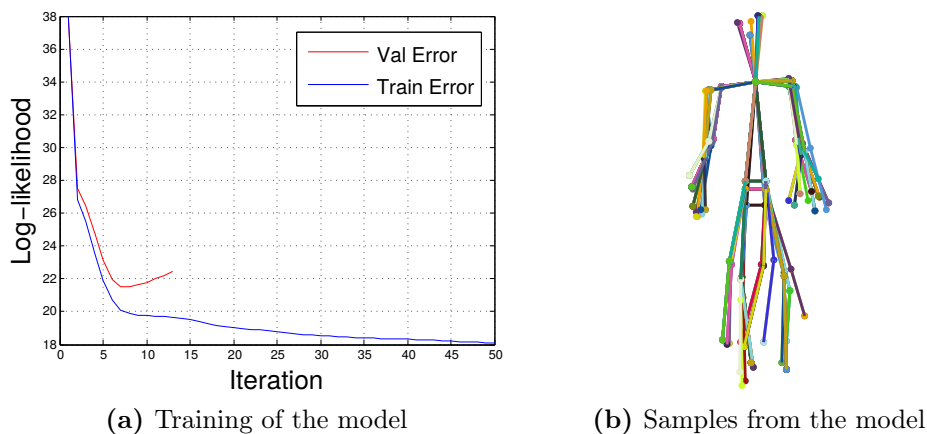 38
36
34
32
30
28
26
24
22
20
18
Log-likelihood
Val Error
Train Error
0 5 10 15 20 25 30 35 40 45 50
Iteration
(a) Training of the model
(b) Samples from the model